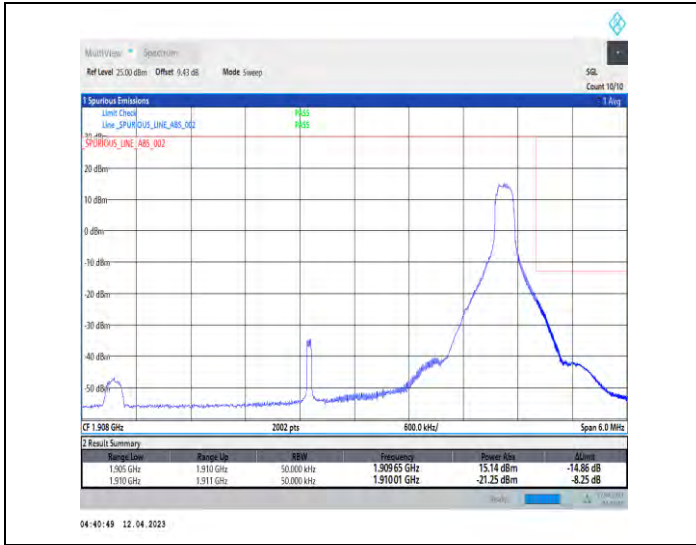 MultiView Spectrum
Ref Level 25.00 dBm Offset 9.43 dB Mode Sweep SGL
Count 10/10
1 Spurious Emissions 1 Avg
Limit Check PASS
Line _SPURIOUS_LINE_ABS_002 PASS
30 dBm
_SPURIOUS_LINE_ABS_002
20 dBm
10 dBm
0 dBm
-10 dBm
-20 dBm
-30 dBm
-40 dBm
-50 dBm
CF 1.908 GHz 2002 pts 600.0 kHz/ Span 6.0 MHz
2 Result Summary
Range Low Range Up RBW Frequency Power Abs ΔLimit
1.905 GHz 1.910 GHz 50.000 kHz 1.90965 GHz 15.14 dBm -14.86 dB
1.910 GHz 1.911 GHz 50.000 kHz 1.91001 GHz -21.25 dBm -8.25 dB
04:40:49 12.04.2023